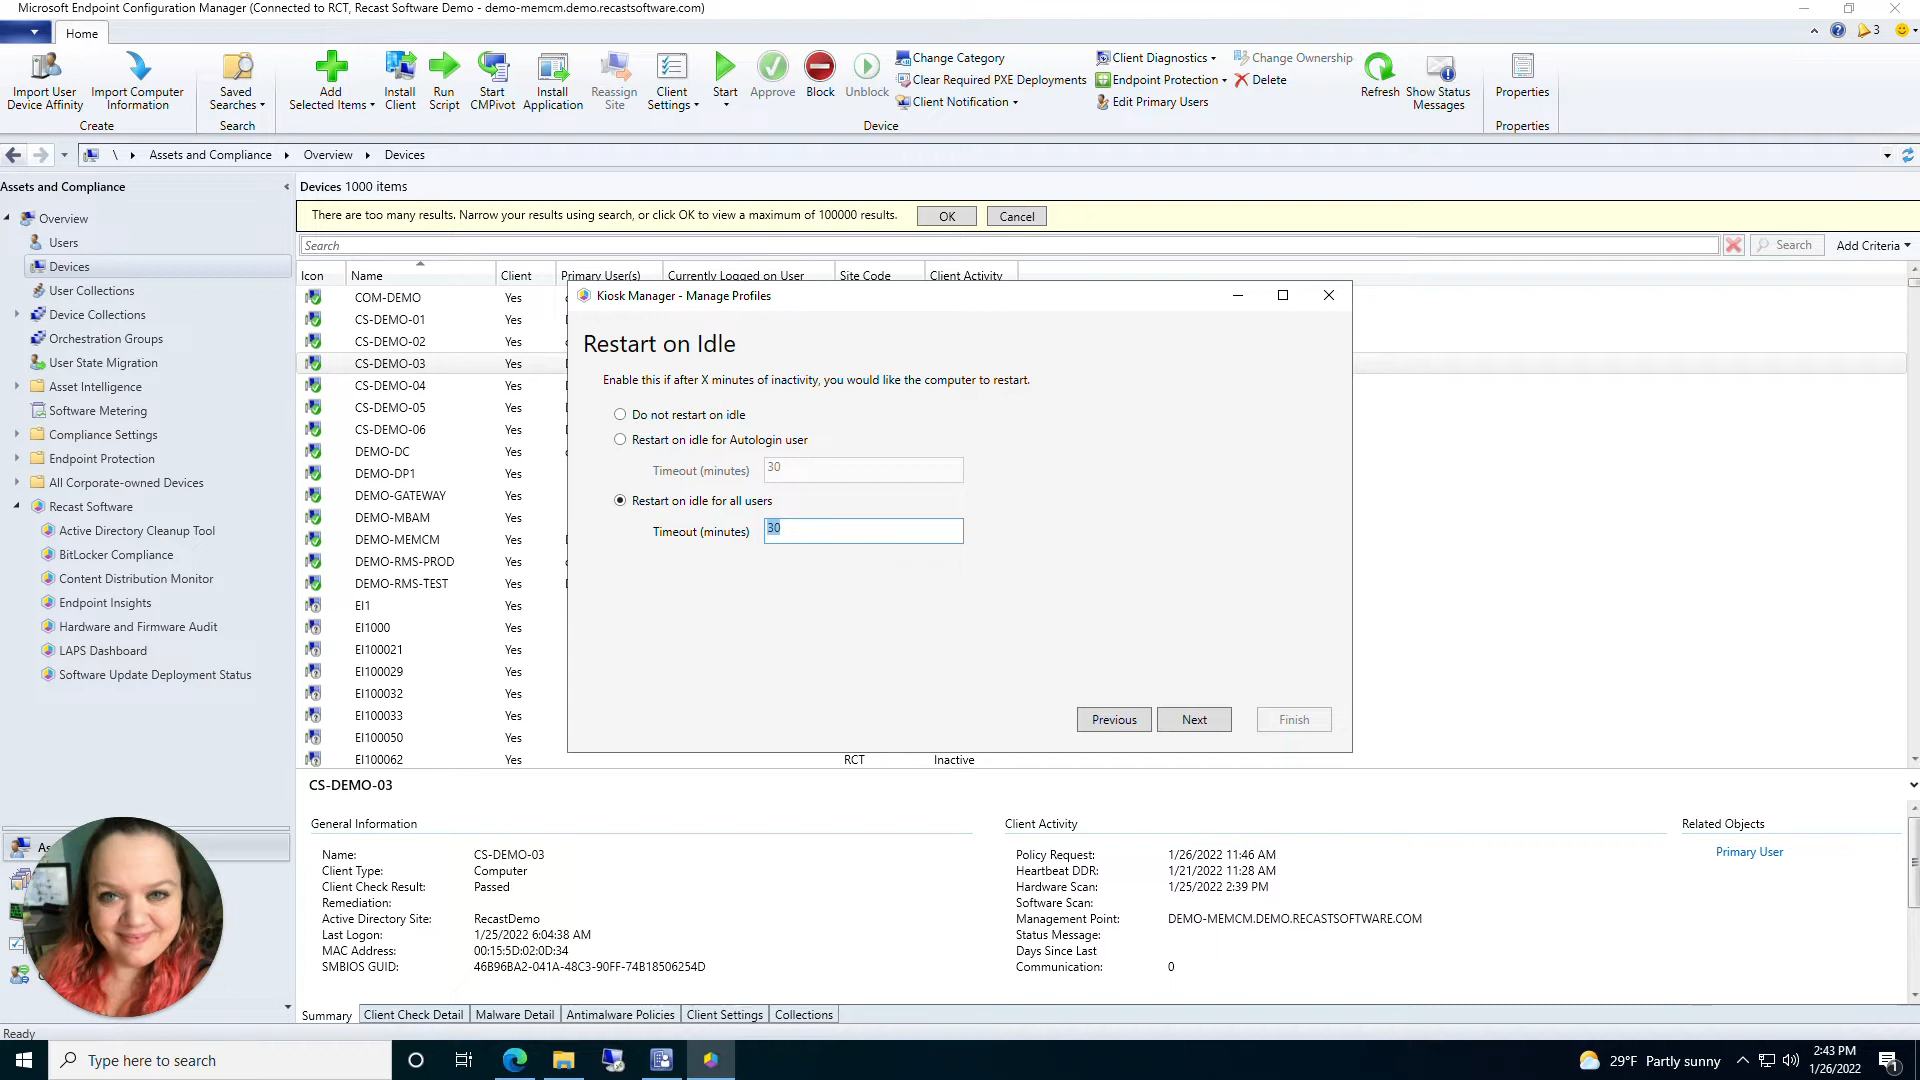 Microsoft Endpoint Configuration Manager (Connected to RCT, Recast Software Demo - demo-memcm.demo.recastsoftware.com)
Home
3
Import User Device Affinity
Import Computer Information
Create
Saved Searches
Search
Add Selected Items
Install Client
Run Script
Start CMPivot
Install Application
Reassign Site
Client Settings
Start
Approve
Block
Unblock
Change Category
Clear Required PXE Deployments
Client Notification
Client Diagnostics
Endpoint Protection
Edit Primary Users
Change Ownership
Delete
Device
Refresh
Show Status Messages
Properties
Properties
\ Assets and Compliance Overview Devices
Assets and Compliance
Overview
Users
Devices
User Collections
Device Collections
Orchestration Groups
User State Migration
Asset Intelligence
Software Metering
Compliance Settings
Endpoint Protection
All Corporate-owned Devices
Recast Software
Active Directory Cleanup Tool
BitLocker Compliance
Content Distribution Monitor
Endpoint Insights
Hardware and Firmware Audit
LAPS Dashboard
Software Update Deployment Status
Devices 1000 items
There are too many results. Narrow your results using search, or click OK to view a maximum of 100000 results. OK Cancel
Search Search Add Criteria
Icon Name Client Primary User(s) Currently Logged on User Site Code Client Activity
COM-DEMO Yes
CS-DEMO-01 Yes
CS-DEMO-02 Yes
CS-DEMO-03 Yes
CS-DEMO-04 Yes
CS-DEMO-05 Yes
CS-DEMO-06 Yes
DEMO-DC Yes
DEMO-DP1 Yes
DEMO-GATEWAY Yes
DEMO-MBAM Yes
DEMO-MEMCM Yes
DEMO-RMS-PROD Yes
DEMO-RMS-TEST Yes
EI1 Yes
EI1000 Yes
EI100021 Yes
EI100029 Yes
EI100032 Yes
EI100033 Yes
EI100050 Yes
EI100062 Yes RCT Inactive
Kiosk Manager - Manage Profiles
Restart on Idle
Enable this if after X minutes of inactivity, you would like the computer to restart.
Do not restart on idle
Restart on idle for Autologin user
Timeout (minutes) 30
Restart on idle for all users
Timeout (minutes) 30
Previous Next Finish
CS-DEMO-03
General Information
Name: CS-DEMO-03
Client Type: Computer
Client Check Result: Passed
Remediation:
Active Directory Site: RecastDemo
Last Logon: 1/25/2022 6:04:38 AM
MAC Address: 00:15:5D:02:0D:34
SMBIOS GUID: 46B96BA2-041A-48C3-90FF-74B18506254D
Client Activity
Policy Request: 1/26/2022 11:46 AM
Heartbeat DDR: 1/21/2022 11:28 AM
Hardware Scan: 1/25/2022 2:39 PM
Software Scan:
Management Point: DEMO-MEMCM.DEMO.RECASTSOFTWARE.COM
Status Message:
Days Since Last
Communication: 0
Related Objects
Primary User
Summary Client Check Detail Malware Detail Antimalware Policies Client Settings Collections
Ready
Type here to search
29°F Partly sunny
2:43 PM
1/26/2022
1